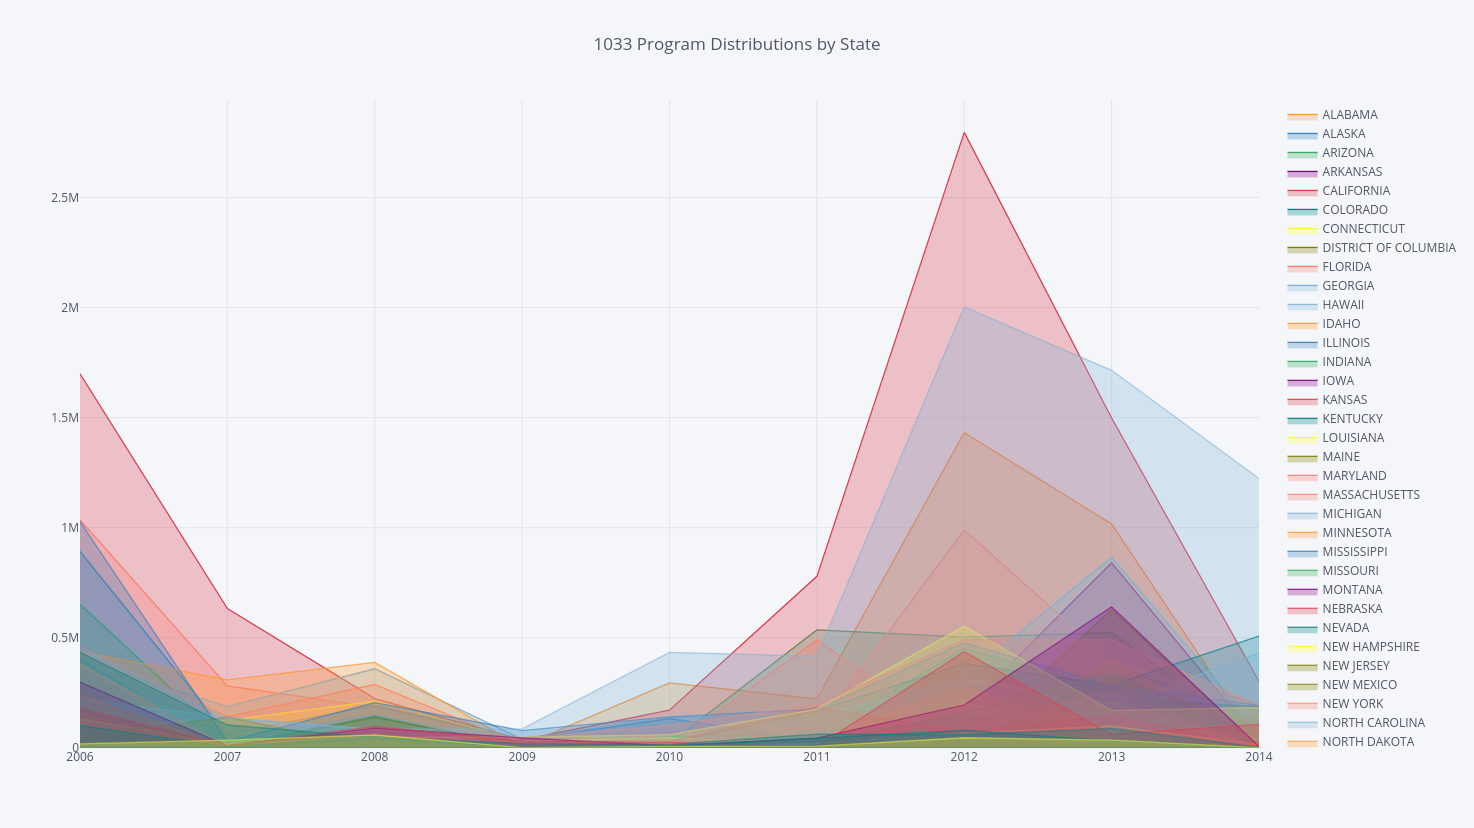 1033 Program Distributions by State
2.5M
2M
1.5M
1M
0.5M
0
2006 2007 2008 2009 2010 2011 2012 2013 2014
ALABAMA
ALASKA
ARIZONA
ARKANSAS
CALIFORNIA
COLORADO
CONNECTICUT
DISTRICT OF COLUMBIA
FLORIDA
GEORGIA
HAWAII
IDAHO
ILLINOIS
INDIANA
IOWA
KANSAS
KENTUCKY
LOUISIANA
MAINE
MARYLAND
MASSACHUSETTS
MICHIGAN
MINNESOTA
MISSISSIPPI
MISSOURI
MONTANA
NEBRASKA
NEVADA
NEW HAMPSHIRE
NEW JERSEY
NEW MEXICO
NEW YORK
NORTH CAROLINA
NORTH DAKOTA